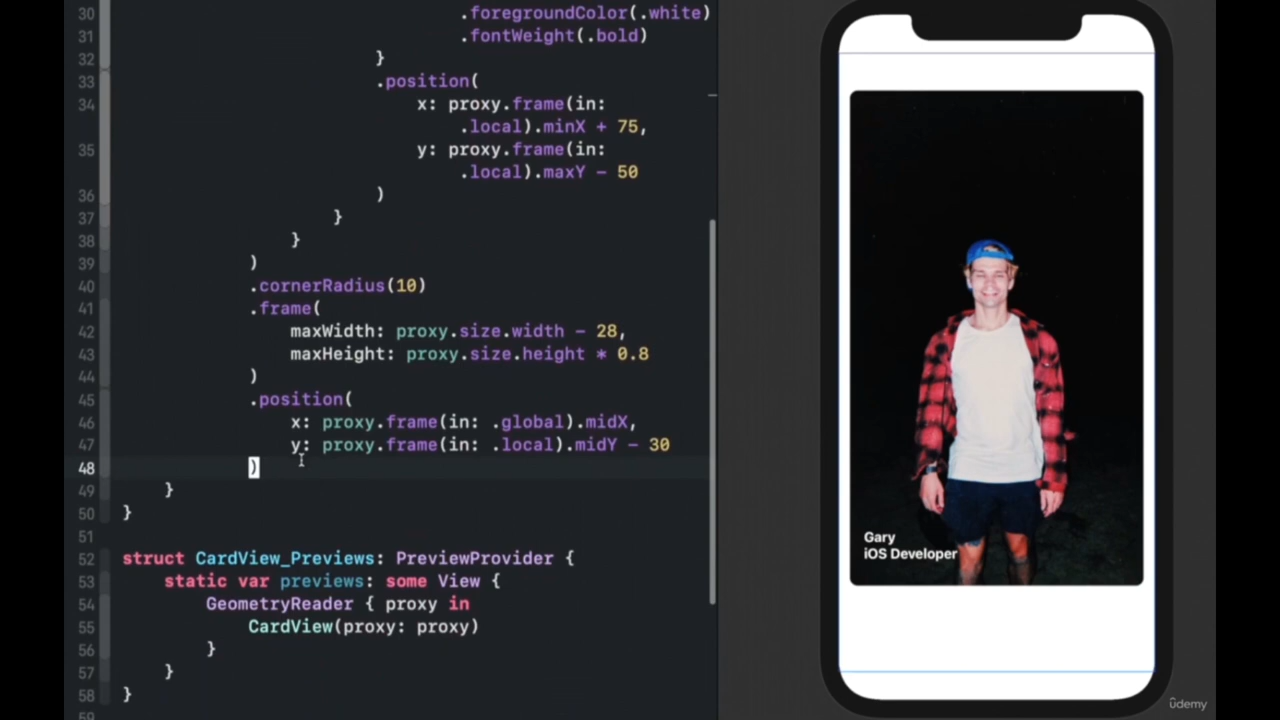 30 .foregroundColor(.white)
31 .fontWeight(.bold)
32 }
33 .position(
34 x: proxy.frame(in:
.local).minX + 75,
35 y: proxy.frame(in:
.local).maxY - 50
36 )
37 }
38 }
39 )
40 .cornerRadius(10)
41 .frame(
42 maxWidth: proxy.size.width - 28,
43 maxHeight: proxy.size.height * 0.8
44 )
45 .position(
46 x: proxy.frame(in: .global).midX,
47 y: proxy.frame(in: .local).midY - 30
48 )
49 }
50 }
51
52 struct CardView_Previews: PreviewProvider {
53 static var previews: some View {
54 GeometryReader { proxy in
55 CardView(proxy: proxy)
56 }
57 }
58 }
59
Gary
iOS Developer
ûdemy